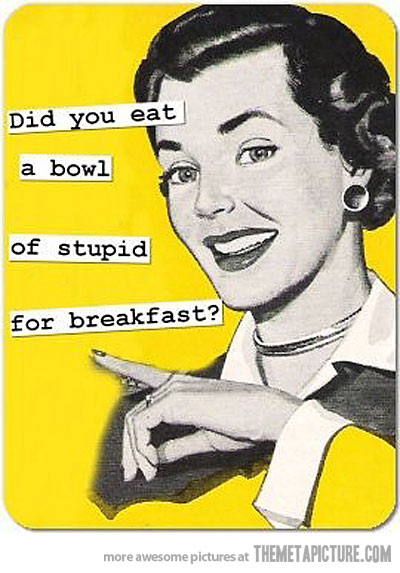 Did you eat
a bowl
of stupid
for breakfast?
more awesome pictures at THEMETAPICTURE.COM